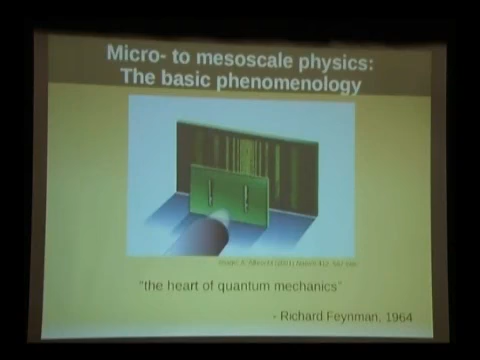 Micro- to mesoscale physics:
The basic phenomenology
"the heart of quantum mechanics"
- Richard Feynman, 1964